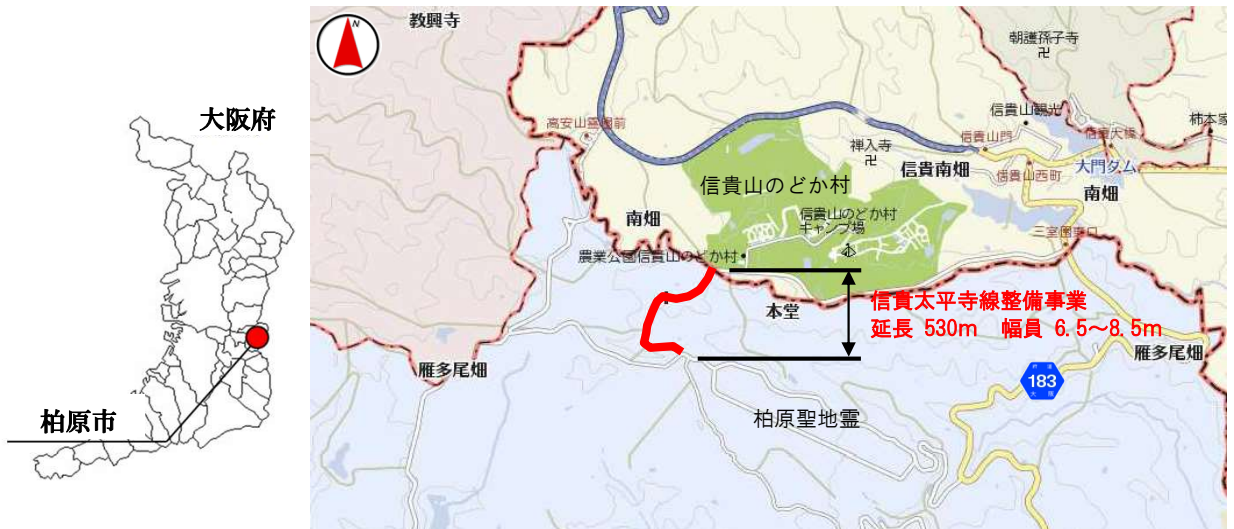 大阪府
柏原市
N
教興寺
朝護孫子寺
高安山霊園前
信貴山観光
柿本家
信貴山門
信貴大橋
禅入寺
信貴南畑
信貴山西町
大門ダム
南畑
信貴山のどか村
信貴山のどか村
キャンプ場
南畑
三室園東口
農業公園信貴山のどか村
本堂
信貴太平寺線整備事業
延長 530m 幅員 6.5～8.5m
雁多尾畑
雁多尾畑
183
大阪
柏原聖地霊